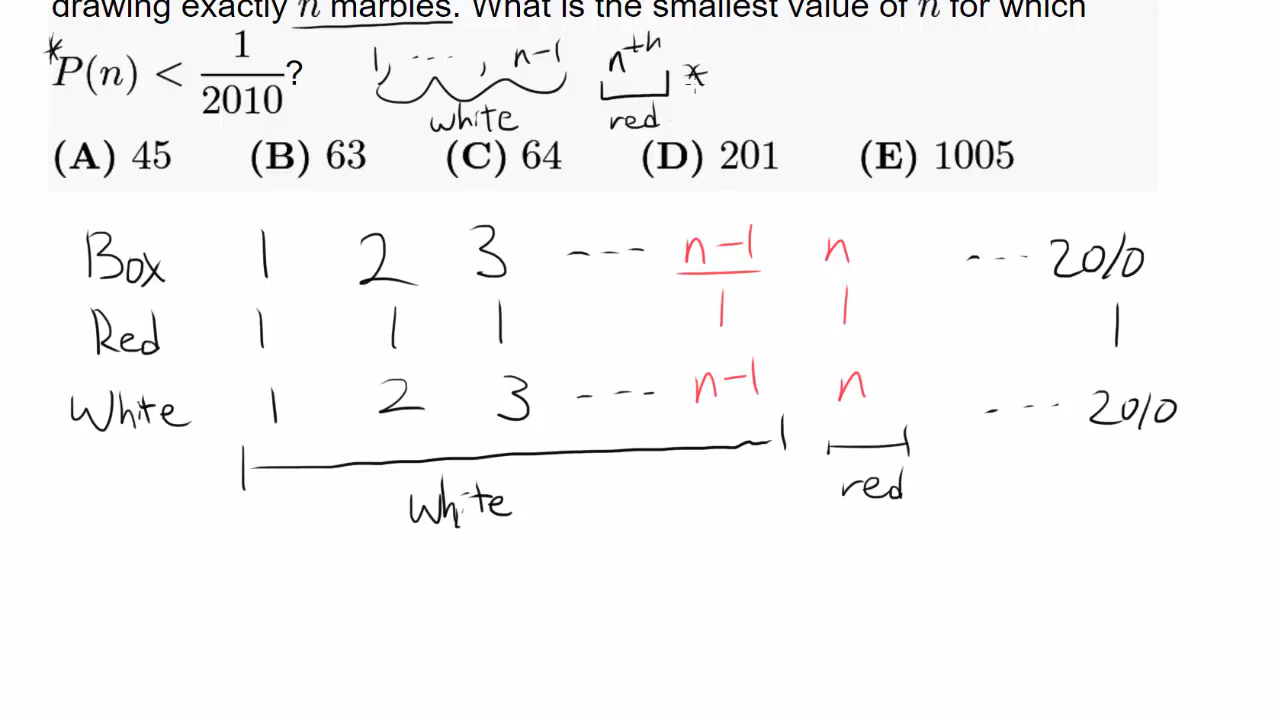 drawing exactly n marbles. What is the smallest value of n for which
*P(n) < 1/2010? 1, ..., n-1 nth *
white red
(A) 45 (B) 63 (C) 64 (D) 201 (E) 1005
Box 1 2 3 --- n-1 n --- 2010
Red 1 1 1 1 1 1
White 1 2 3 --- n-1 n --- 2010
white red